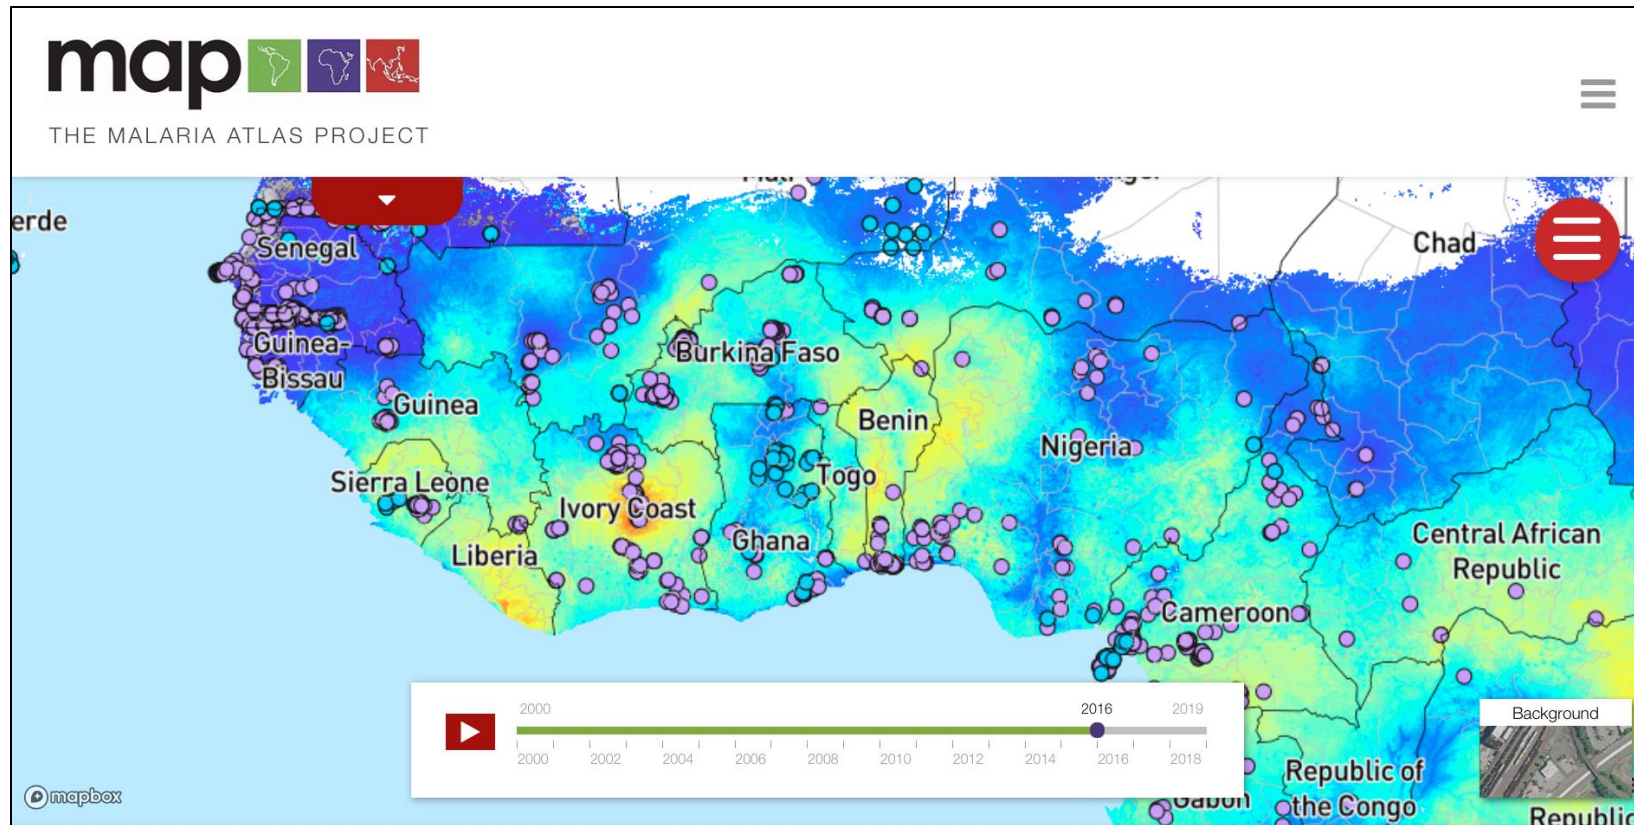 map
THE MALARIA ATLAS PROJECT
erde
Senegal
Chad
Guinea-
Bissau
Burkina Faso
Guinea
Benin
Nigeria
Sierra Leone
Togo
Ivory Coast
Ghana
Liberia
Central African
Republic
Cameroon
2000
2016
2019
2000
2002
2004
2006
2008
2010
2012
2014
2016
2018
Background
Republic of
the Congo
Gabon
Republic
mapbox